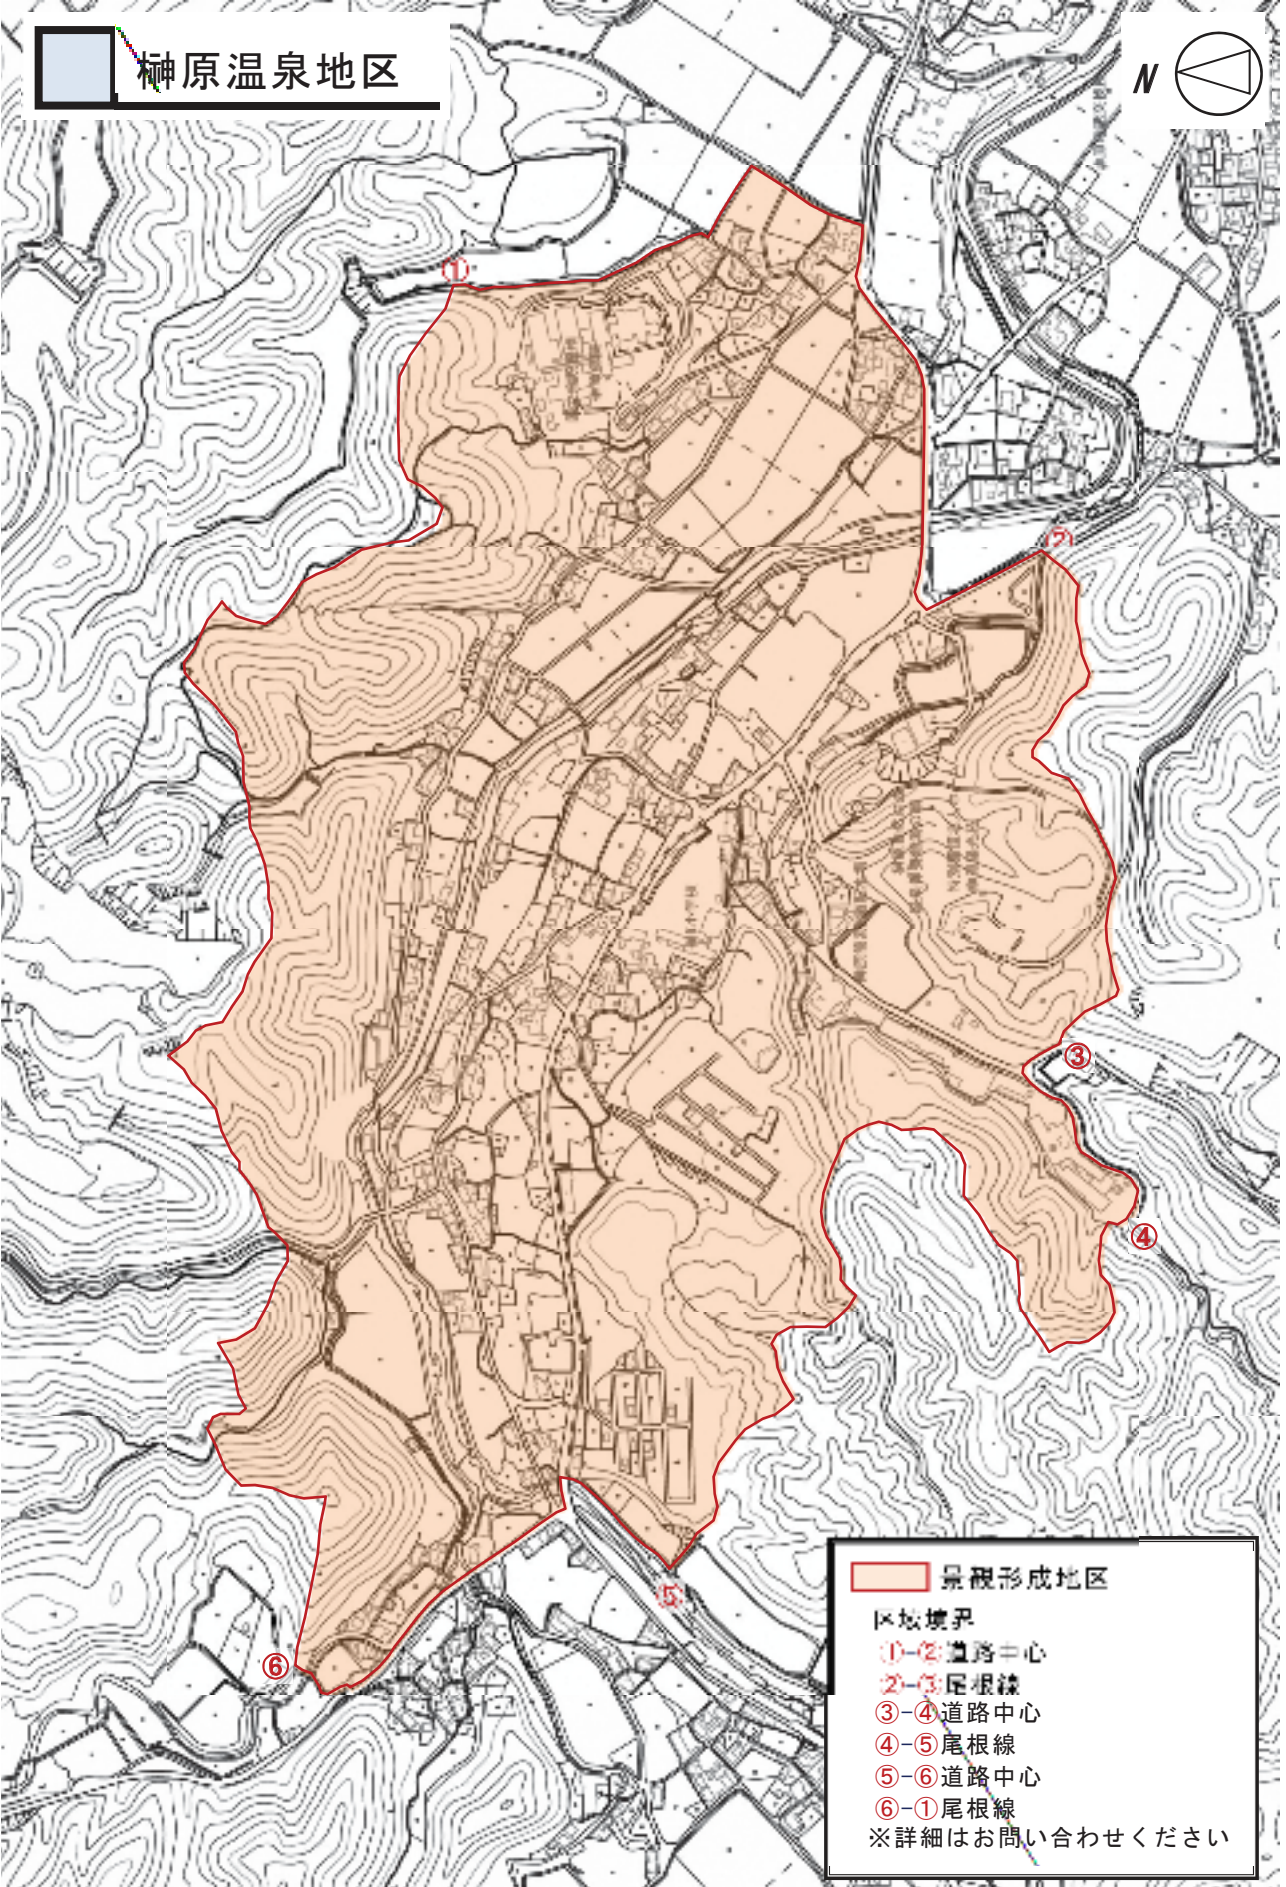 榊原温泉地区
N
①
②
③
④
⑤
⑥
景観形成地区
区域境界
①-②道路中心
②-③尾根線
③-④道路中心
④-⑤尾根線
⑤-⑥道路中心
⑥-①尾根線
※詳細はお問い合わせください